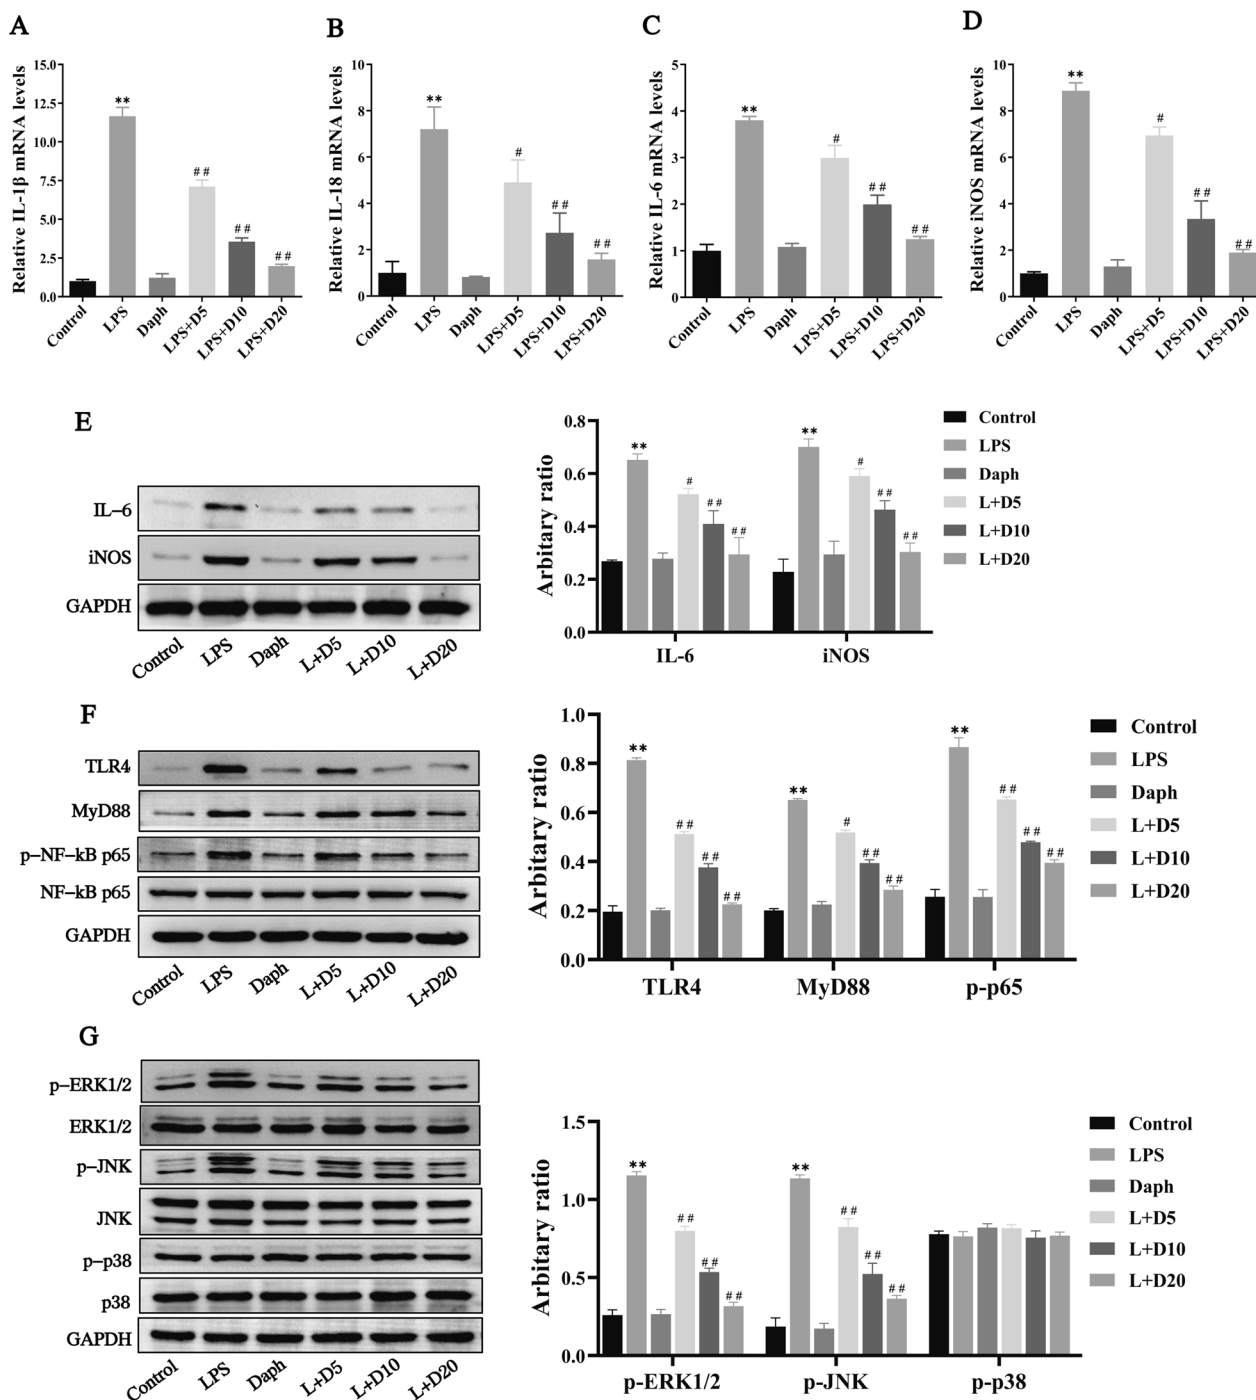 A
Relative IL-1β mRNA levels
15.0
12.5
10.0
7.5
5.0
2.5
0.0
**
##
##
##
Control
LPS
Daph
LPS+D5
LPS+D10
LPS+D20
B
Relative IL-18 mRNA levels
10
8
6
4
2
0
**
#
##
##
Control
LPS
Daph
LPS+D5
LPS+D10
LPS+D20
C
Relative IL-6 mRNA levels
5
4
3
2
1
0
**
#
##
##
Control
LPS
Daph
LPS+D5
LPS+D10
LPS+D20
D
Relative iNOS mRNA levels
10
8
6
4
2
0
**
#
##
##
Control
LPS
Daph
LPS+D5
LPS+D10
LPS+D20
E
IL–6
iNOS
GAPDH
Control
LPS
Daph
L+D5
L+D10
L+D20
Arbitary ratio
0.8
0.6
0.4
0.2
0.0
**
#
##
##
**
#
##
##
IL-6
iNOS
Control
LPS
Daph
L+D5
L+D10
L+D20
F
TLR4
MyD88
p–NF–kB p65
NF–kB p65
GAPDH
Control
LPS
Daph
L+D5
L+D10
L+D20
Arbitary ratio
1.0
0.8
0.6
0.4
0.2
0.0
**
##
##
##
**
#
##
##
**
##
##
##
TLR4
MyD88
p-p65
Control
LPS
Daph
L+D5
L+D10
L+D20
G
p–ERK1/2
ERK1/2
p–JNK
JNK
p–p38
p38
GAPDH
Control
LPS
Daph
L+D5
L+D10
L+D20
Arbitary ratio
1.5
1.0
0.5
0.0
**
##
##
##
**
##
##
##
p-ERK1/2
p-JNK
p-p38
Control
LPS
Daph
L+D5
L+D10
L+D20